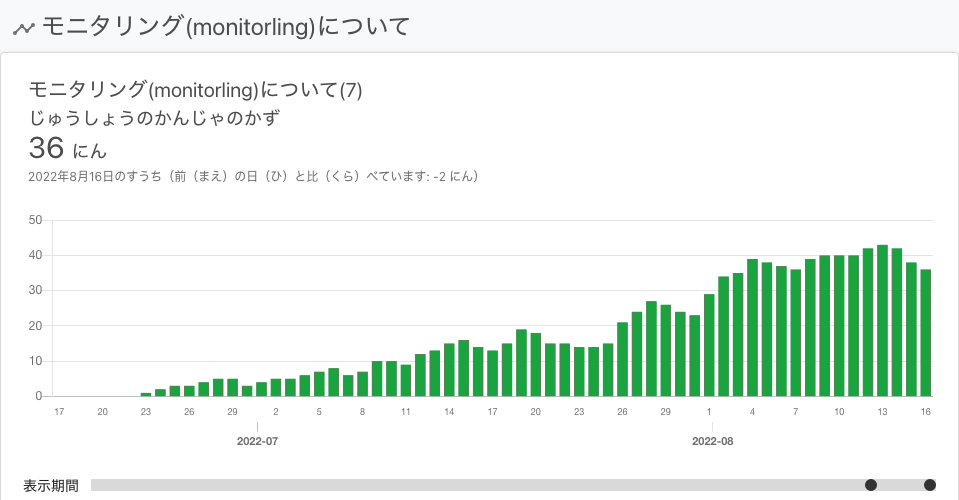 モニタリング(monitorling)について
モニタリング(monitorling)について(7)
じゅうしょうのかんじゃのかず
36 にん
2022年8月16日のすうち（前（まえ）の日（ひ）と比（くら）べています: -2 にん）
50
40
30
20
10
0
17 20 23 26 29 2 5 8 11 14 17 20 23 26 29 1 4 7 10 13 16
2022-07 2022-08
表示期間